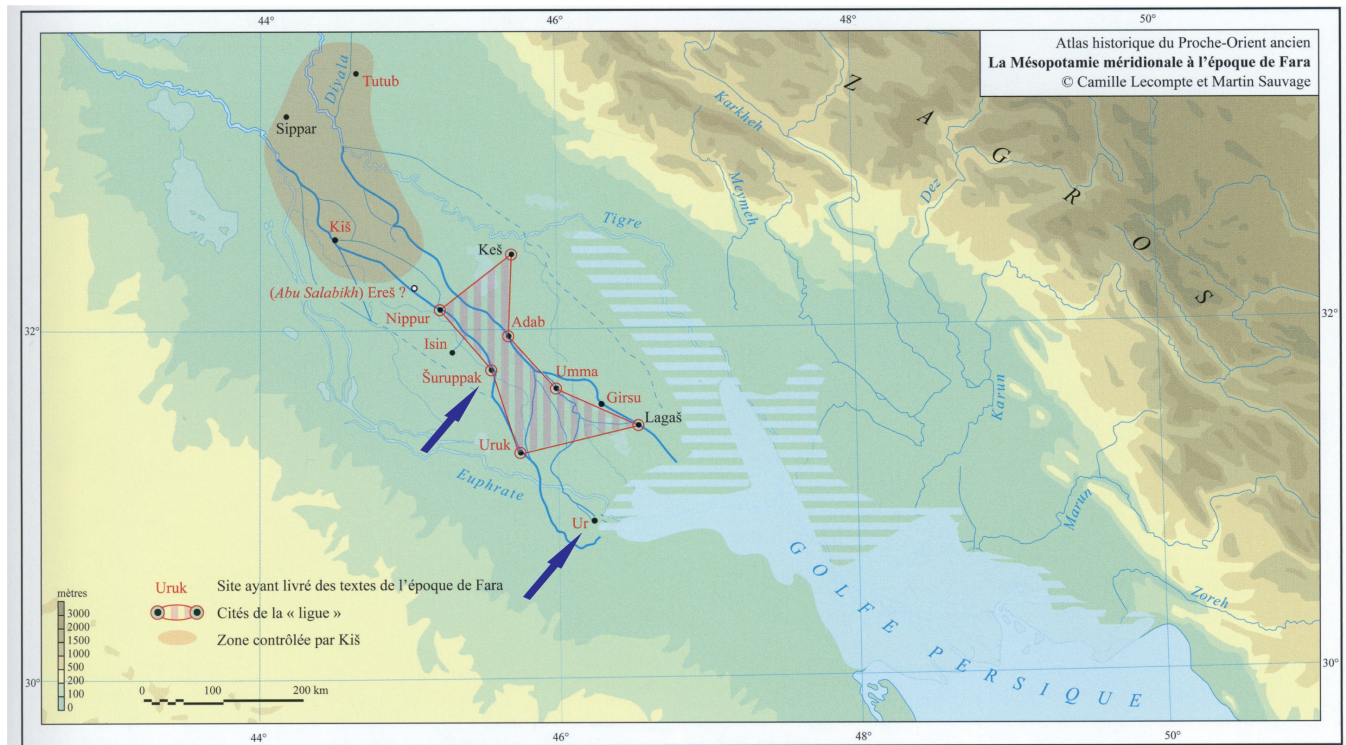 44°
46°
48°
50°
Atlas historique du Proche-Orient ancien
La Mésopotamie méridionale à l'époque de Fara
© Camille Lecompte et Martin Sauvage
Diyala
Tutub
Sippar
Karkheh
Z A G R O S
Meymeh
Dez
Tigre
Kiš
Keš
(Abu Salabikh) Ereš ?
Nippur
32°
32°
Adab
Isin
Šuruppak
Umma
Girsu
Lagaš
Karun
Uruk
Euphrate
Ur
Marun
GOLFE PERSIQUE
Zoreh
Uruk Site ayant livré des textes de l'époque de Fara
Cités de la « ligue »
Zone contrôlée par Kiš
mètres
3000
2000
1500
1000
500
200
100
0
0 100 200 km
30°
30°
44°
46°
48°
50°